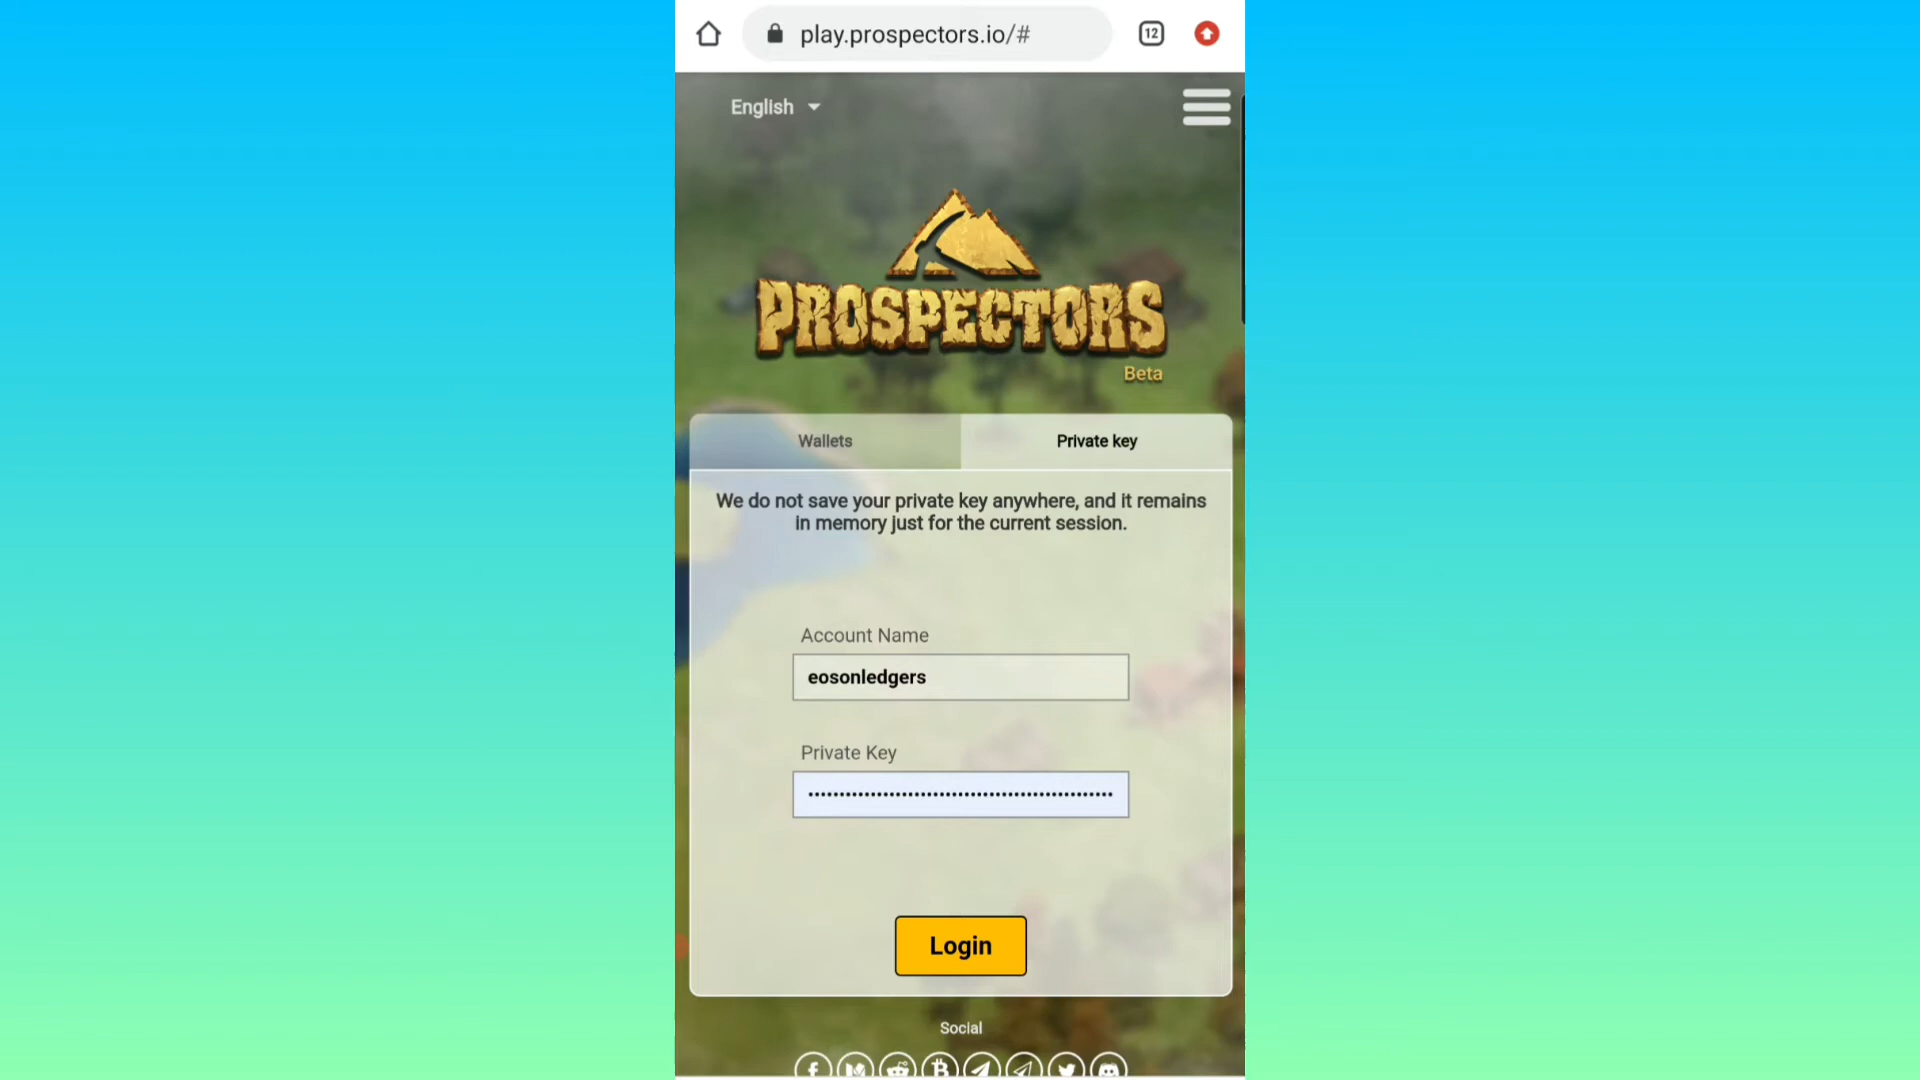 play.prospectors.io/#
12
English
PROSPECTORS
Beta
Wallets
Private key
We do not save your private key anywhere, and it remains
in memory just for the current session.
Account Name
eosonledgers
Private Key
Login
Social